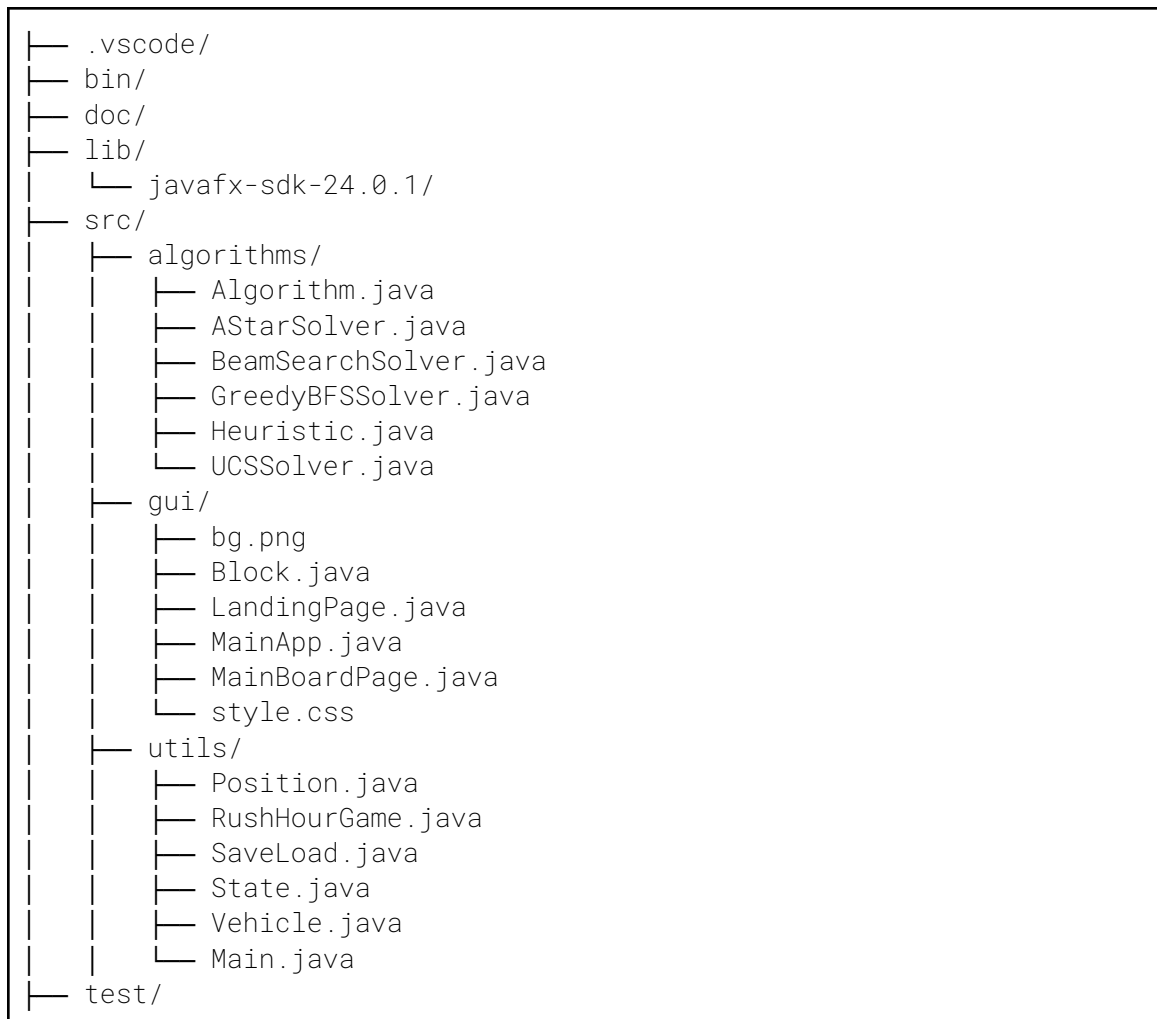 ├── .vscode/
├── bin/
├── doc/
├── lib/
│   └── javafx-sdk-24.0.1/
├── src/
│   ├── algorithms/
│   │   ├── Algorithm.java
│   │   ├── AStarSolver.java
│   │   ├── BeamSearchSolver.java
│   │   ├── GreedyBFSSolver.java
│   │   ├── Heuristic.java
│   │   └── UCSSolver.java
│   ├── gui/
│   │   ├── bg.png
│   │   ├── Block.java
│   │   ├── LandingPage.java
│   │   ├── MainApp.java
│   │   ├── MainBoardPage.java
│   │   └── style.css
│   ├── utils/
│   │   ├── Position.java
│   │   ├── RushHourGame.java
│   │   ├── SaveLoad.java
│   │   ├── State.java
│   │   ├── Vehicle.java
│   │   └── Main.java
├── test/